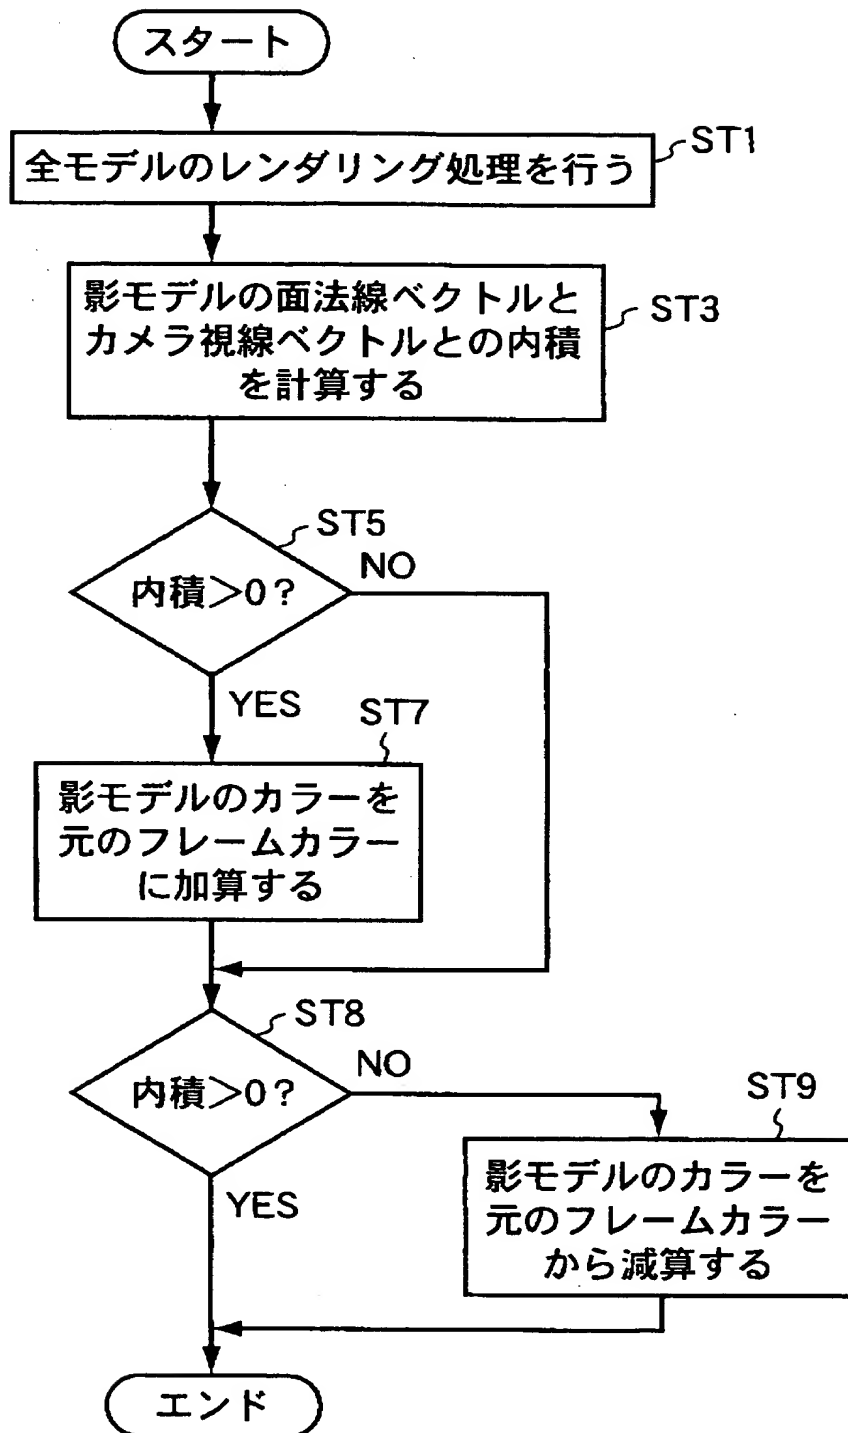 スタート
ST1
全モデルのレンダリング処理を行う
影モデルの面法線ベクトルと
カメラ視線ベクトルとの内積
を計算する
ST3
ST5
内積＞0？
NO
YES
ST7
影モデルのカラーを
元のフレームカラー
に加算する
ST8
内積＞0？
NO
YES
ST9
影モデルのカラーを
元のフレームカラー
から減算する
エンド